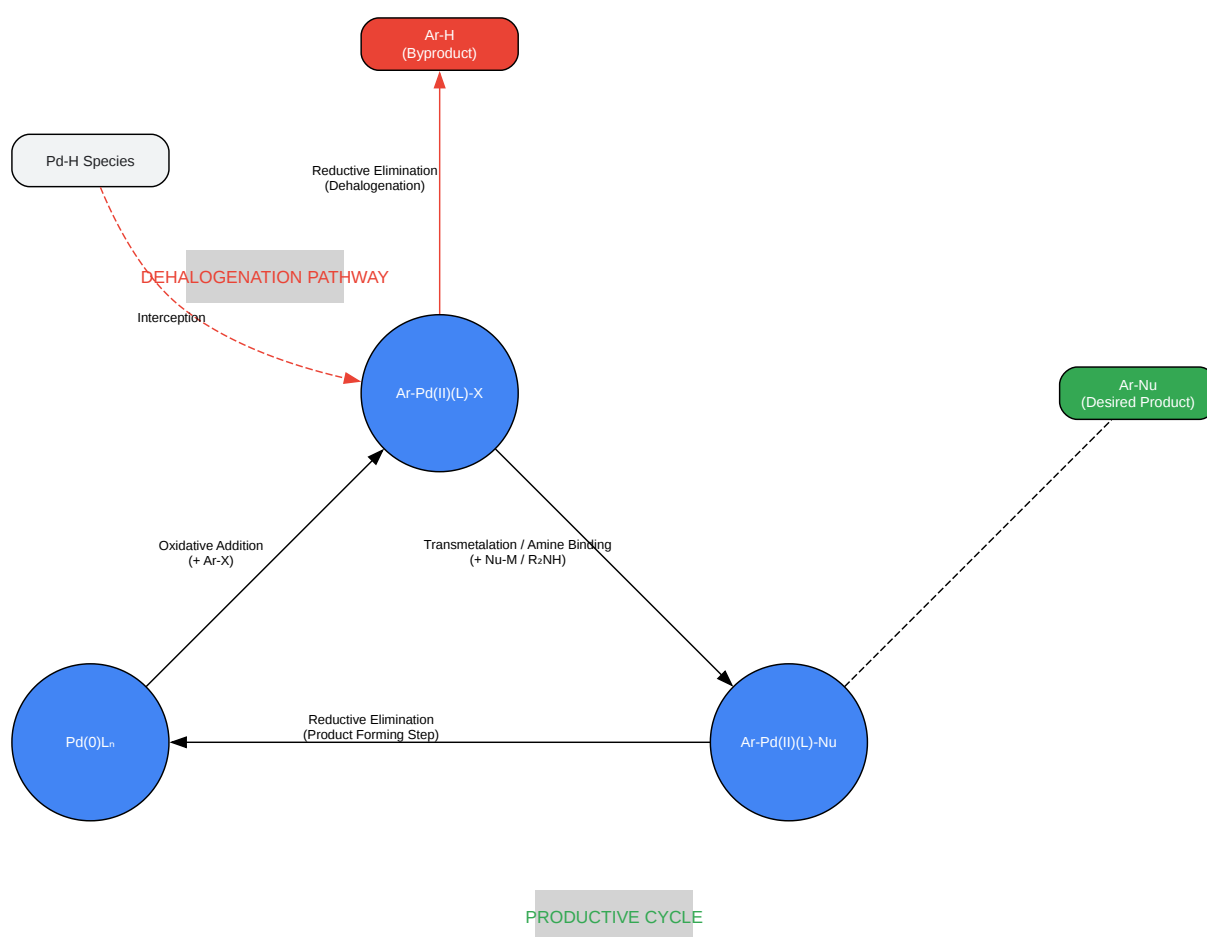 Ar-H
(Byproduct)
Pd-H Species
Reductive Elimination
(Dehalogenation)
DEHALOGENATION PATHWAY
Interception
Ar-Pd(II)(L)-X
Ar-Nu
(Desired Product)
Oxidative Addition
(+ Ar-X)
Transmetalation / Amine Binding
(+ Nu-M / R₂NH)
Reductive Elimination
(Product Forming Step)
Pd(0)Lₙ
Ar-Pd(II)(L)-Nu
PRODUCTIVE CYCLE